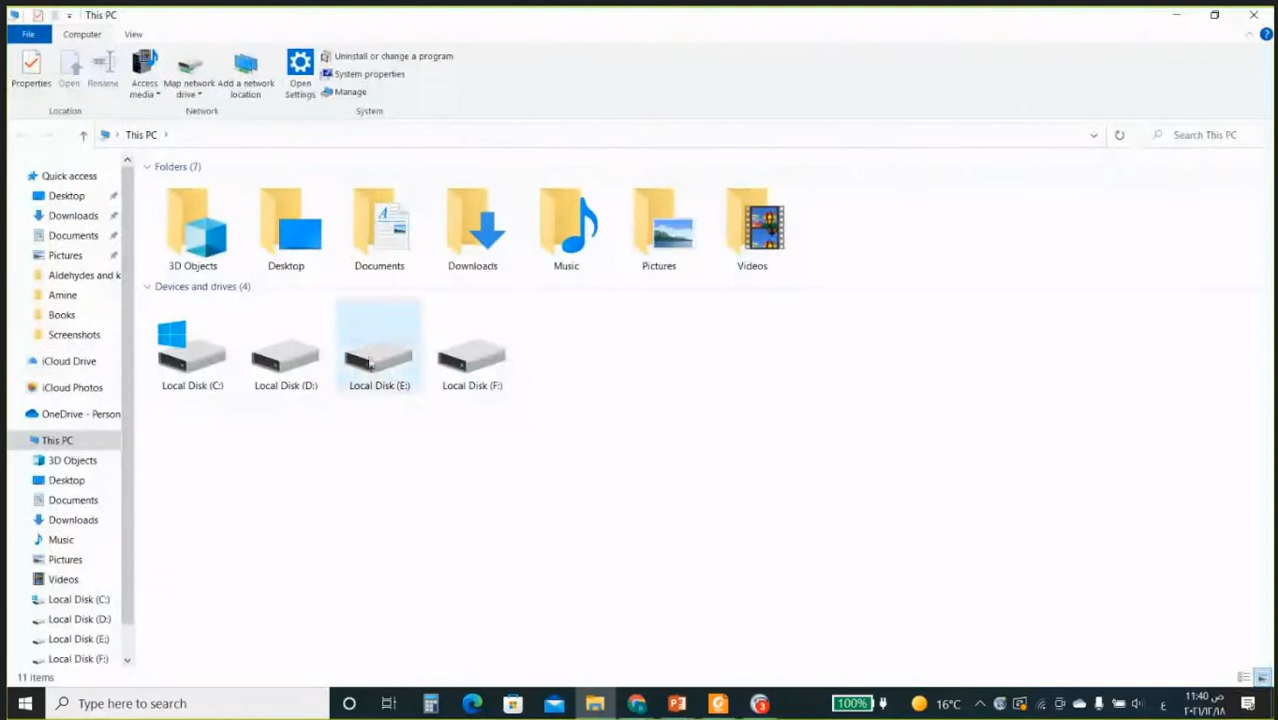 This PC
File
Computer
View
Properties
Open
Rename
Access media
Map network drive
Add a network location
Open Settings
Uninstall or change a program
System properties
Manage
Location
Network
System
This PC
Search This PC
Quick access
Desktop
Downloads
Documents
Pictures
Aldehydes and k
Amine
Books
Screenshots
iCloud Drive
iCloud Photos
OneDrive - Person
This PC
3D Objects
Desktop
Documents
Downloads
Music
Pictures
Videos
Local Disk (C:)
Local Disk (D:)
Local Disk (E:)
Local Disk (F:)
Folders (7)
3D Objects
Desktop
Documents
Downloads
Music
Pictures
Videos
Devices and drives (4)
Local Disk (C:)
Local Disk (D:)
Local Disk (E:)
Local Disk (F:)
11 items
Type here to search
3
100%
16°C
ع
11:40 ص